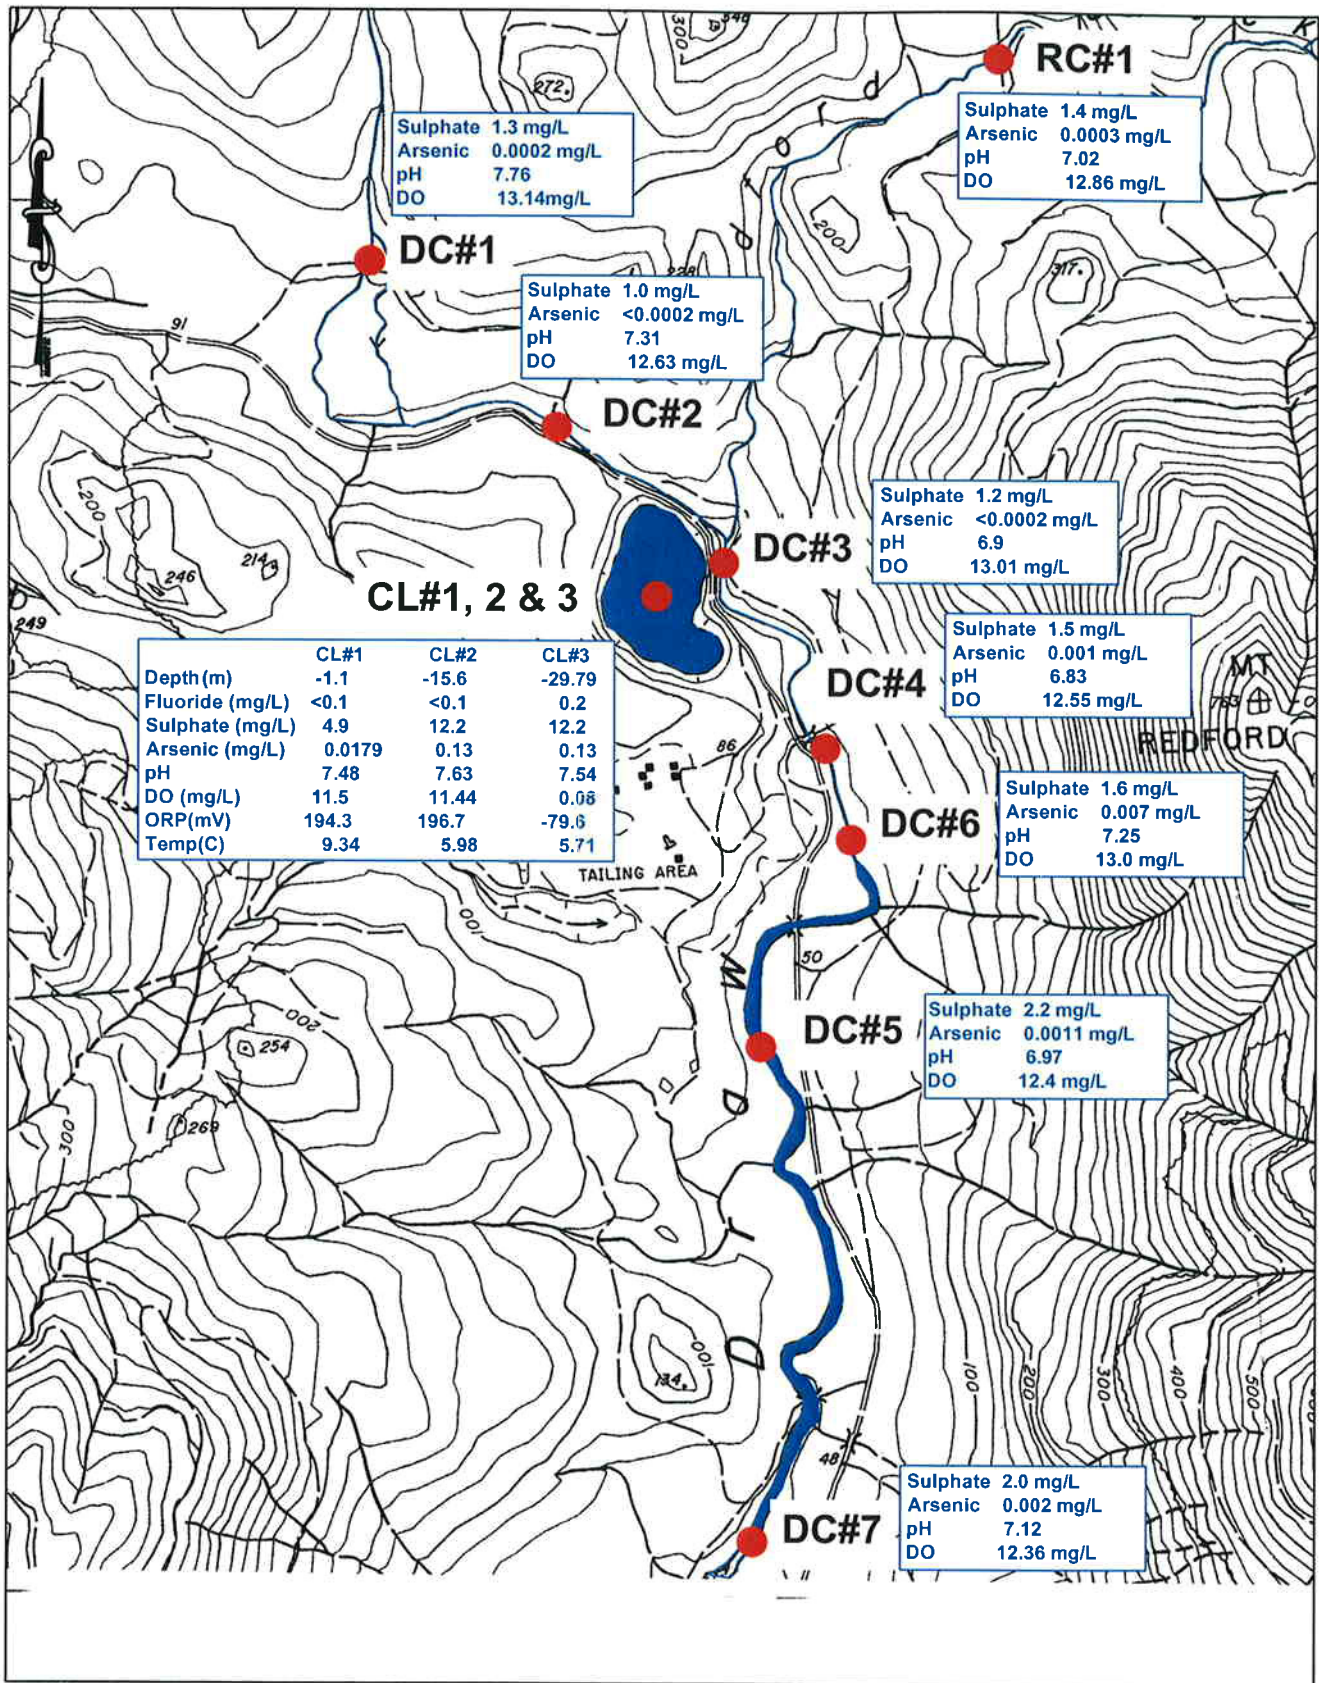 346
300
RC#1
272.
Sulphate 1.4 mg/L
Arsenic 0.0003 mg/L
pH 7.02
DO 12.86 mg/L
Sulphate 1.3 mg/L
Arsenic 0.0002 mg/L
pH 7.76
DO 13.14mg/L
d o r d
200
DC#1
228
317.
Sulphate 1.0 mg/L
Arsenic <0.0002 mg/L
pH 7.31
DO 12.63 mg/L
91
DC#2
200
Sulphate 1.2 mg/L
Arsenic <0.0002 mg/L
pH 6.9
DO 13.01 mg/L
DC#3
214
246
CL#1, 2 & 3
249
Sulphate 1.5 mg/L
Arsenic 0.001 mg/L
pH 6.83
DO 12.55 mg/L
CL#1 CL#2 CL#3
Depth(m) -1.1 -15.6 -29.79
Fluoride (mg/L) <0.1 <0.1 0.2
Sulphate (mg/L) 4.9 12.2 12.2
Arsenic (mg/L) 0.0179 0.13 0.13
pH 7.48 7.63 7.54
DO (mg/L) 11.5 11.44 0.08
ORP(mV) 194.3 196.7 -79.6
Temp(C) 9.34 5.98 5.71
DC#4
MT
REDFORD
86
Sulphate 1.6 mg/L
Arsenic 0.007 mg/L
pH 7.25
DO 13.0 mg/L
DC#6
TAILING AREA
100
50
M
200
254
DC#5
Sulphate 2.2 mg/L
Arsenic 0.0011 mg/L
pH 6.97
DO 12.4 mg/L
D
269
300
I
D
100
134.
100
200
300
400
500
48
Sulphate 2.0 mg/L
Arsenic 0.002 mg/L
pH 7.12
DO 12.36 mg/L
DC#7